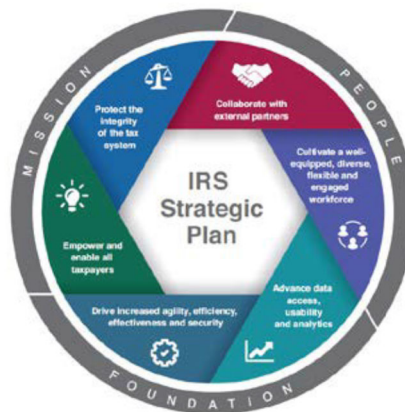 MISSION
PEOPLE
FOUNDATION
Protect the
integrity of the tax
system
Collaborate with
external partners
Cultivate a well-
equipped, diverse,
flexible and
engaged
workforce
Advance data
access,
usability
and analytics
Drive increased agility, efficiency,
effectiveness and security
Empower and
enable all
taxpayers
IRS
Strategic
Plan